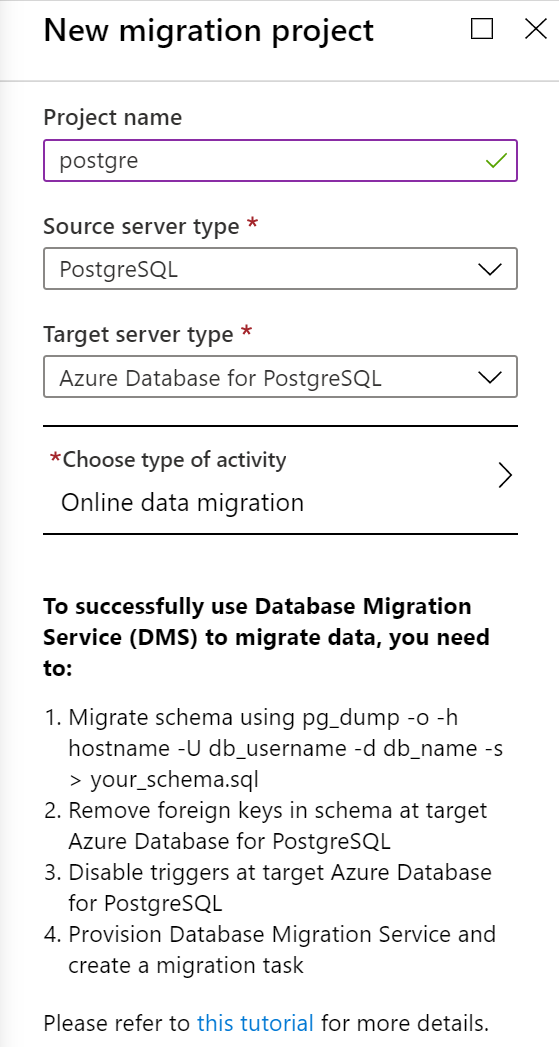 New migration project
Project name
postgre
Source server type *
PostgreSQL
Target server type *
Azure Database for PostgreSQL
*Choose type of activity
Online data migration
To successfully use Database Migration
Service (DMS) to migrate data, you need
to:
1. Migrate schema using pg_dump -o -h
hostname -U db_username -d db_name -s
> your_schema.sql
2. Remove foreign keys in schema at target
Azure Database for PostgreSQL
3. Disable triggers at target Azure Database
for PostgreSQL
4. Provision Database Migration Service and
create a migration task
Please refer to this tutorial for more details.